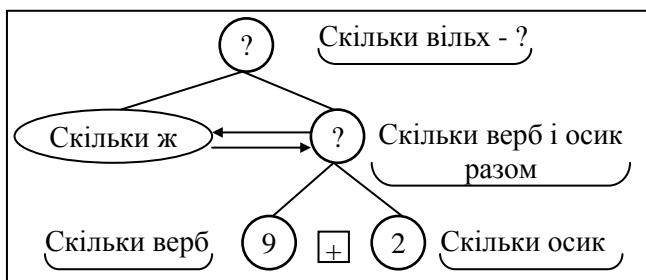 ? Скільки вільх - ?
Скільки ж ? Скільки верб і осик
разом
Скільки верб 9 + 2 Скільки осик